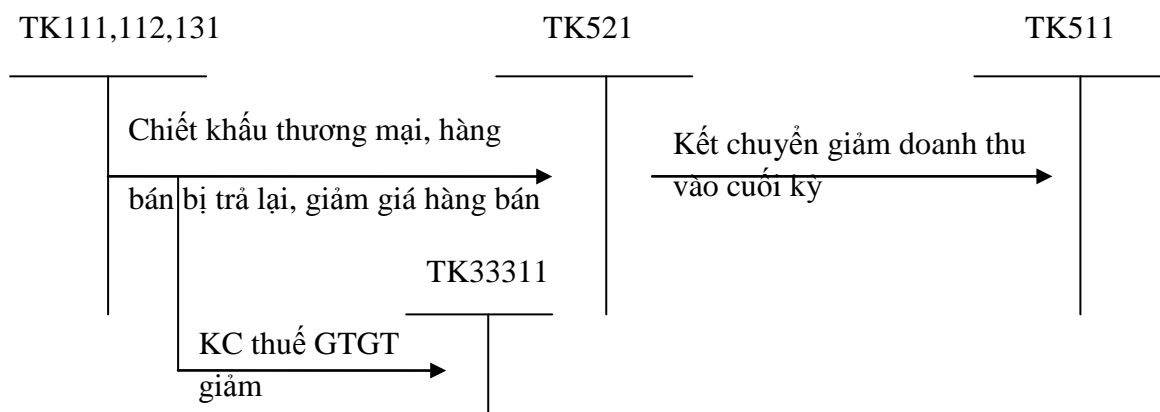 TK111,112,131
TK521
TK511
Chiết khấu thương mại, hàng
bán bị trả lại, giảm giá hàng bán
Kết chuyển giảm doanh thu
vào cuối kỳ
TK33311
KC thuế GTGT
giảm